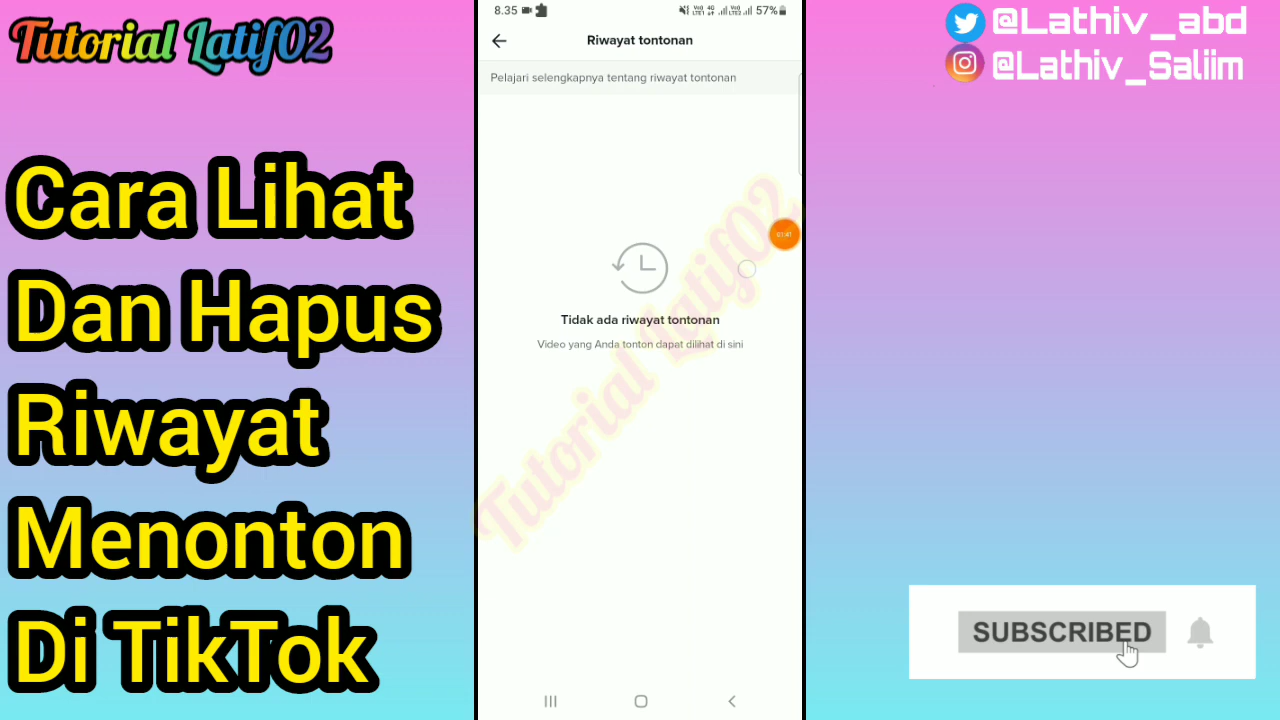 Tutorial Latif02
Cara Lihat
Dan Hapus
Riwayat
Menonton
Di TikTok
8.35
57%
Riwayat tontonan
Pelajari selengkapnya tentang riwayat tontonan
Tidak ada riwayat tontonan
Video yang Anda tonton dapat dilihat di sini
Tutorial Latif02
@Lathiv_abd
@Lathiv_Saliim
SUBSCRIBED